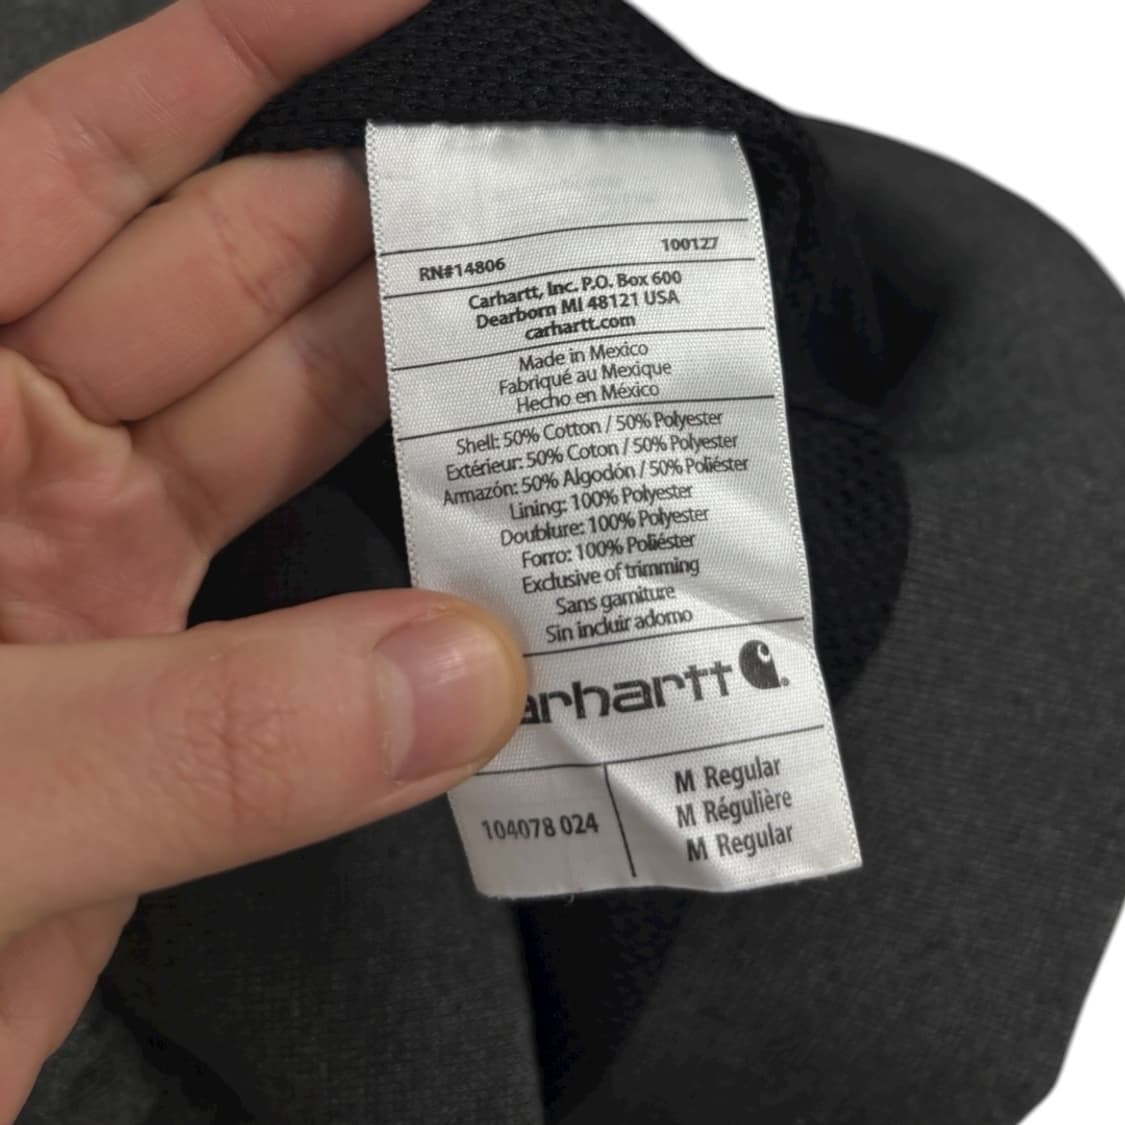 RN#14806 100127
Carhartt, Inc. P.O. Box 600
Dearborn MI 48121 USA
carhartt.com
Made in Mexico
Fabriqué au Mexique
Hecho en México
Shell: 50% Cotton / 50% Polyester
Extérieur: 50% Coton / 50% Polyester
Armazón: 50% Algodón / 50% Poliéster
Lining: 100% Polyester
Doublure: 100% Polyester
Forro: 100% Poliéster
Exclusive of trimming
Sans garniture
Sin incluir adorno
arhartt
104078 024
M Regular
M Régulière
M Regular